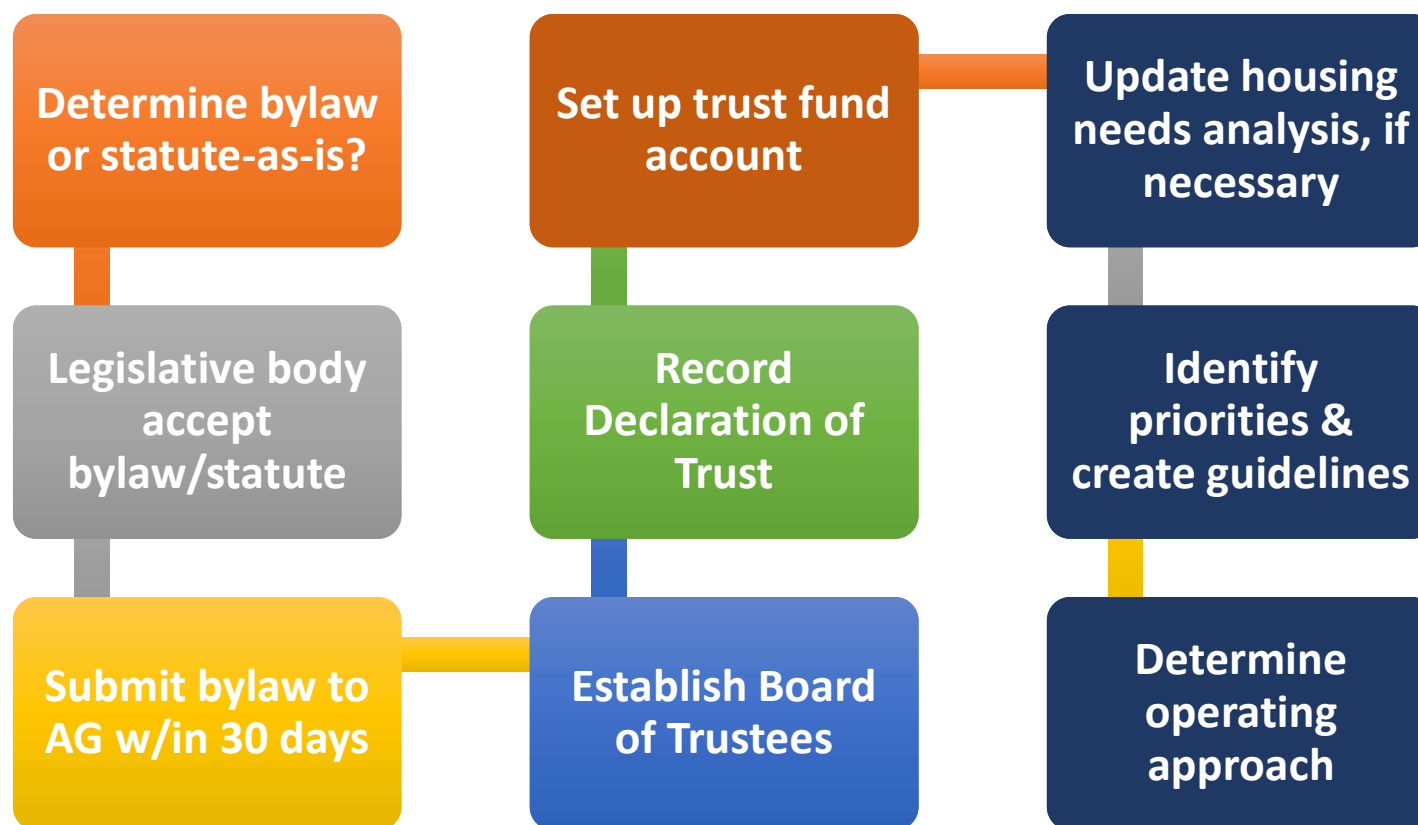 Determine bylaw
or statute-as-is?
Legislative body
accept
bylaw/statute
Submit bylaw to
AG w/in 30 days
Establish Board
of Trustees
Record
Declaration of
Trust
Set up trust fund
account
Update housing
needs analysis, if
necessary
Identify
priorities &
create guidelines
Determine
operating
approach